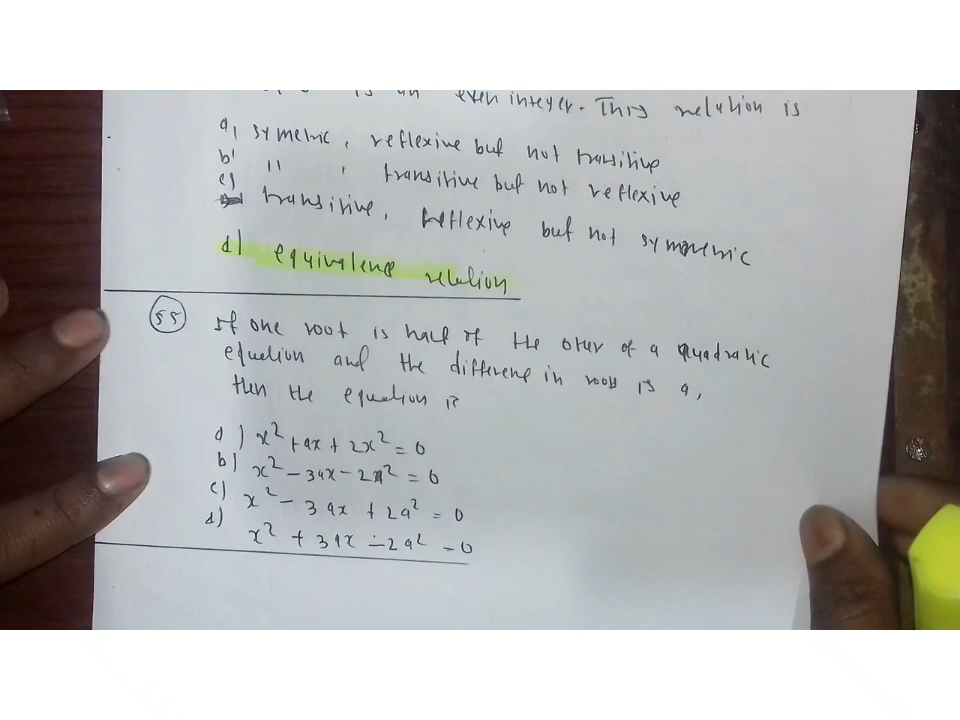 is an even integer. This relation is
a) symetric, reflexive but not transitive
b) " , transitive but not reflexive
c) transitive, reflexive but not symmetric
d) equivalence relation
55 If one root is half of the other of a quadratic
equation and the difference in roots is a,
then the equation is
a) x² + ax + 2x² = 0
b) x² - 3ax - 2a² = 0
c) x² - 3ax + 2a² = 0
d) x² + 3ax - 2a² = 0